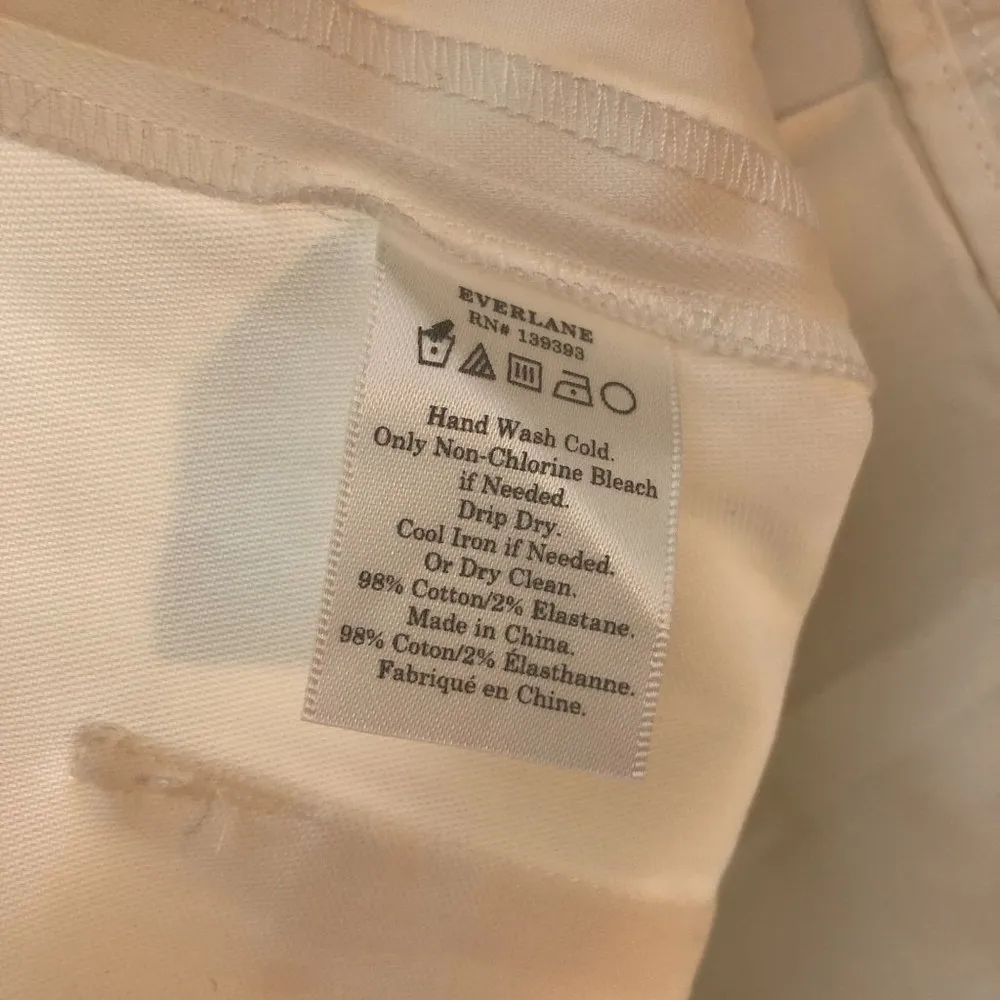 EVERLANE
RN# 139393
Hand Wash Cold.
Only Non-Chlorine Bleach
if Needed.
Drip Dry.
Cool Iron if Needed.
Or Dry Clean.
98% Cotton/2% Elastane.
Made in China.
98% Coton/2% Élasthanne.
Fabriqué en Chine.